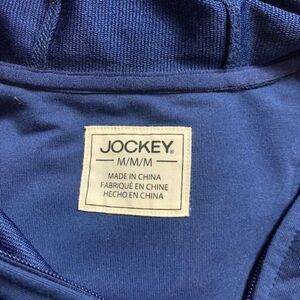 JOCKEY®
M/M/M
MADE IN CHINA
FABRIQUÉ EN CHINE
HECHO EN CHINA